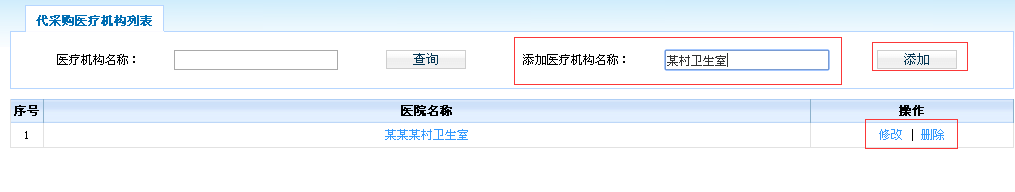 代采购医疗机构列表
医疗机构名称： 查询 添加医疗机构名称： 某村卫生室 添加
序号 医院名称 操作
1 某某某村卫生室 修改 | 删除